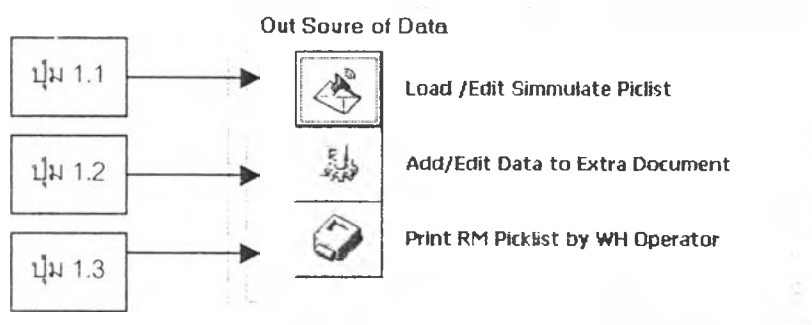 Out Soure of Data
ปุ่ม 1.1
Load /Edit Simmulate Piclist
ปุ่ม 1.2
Add/Edit Data to Extra Document
ปุ่ม 1.3
Print RM Picklist by WH Operator